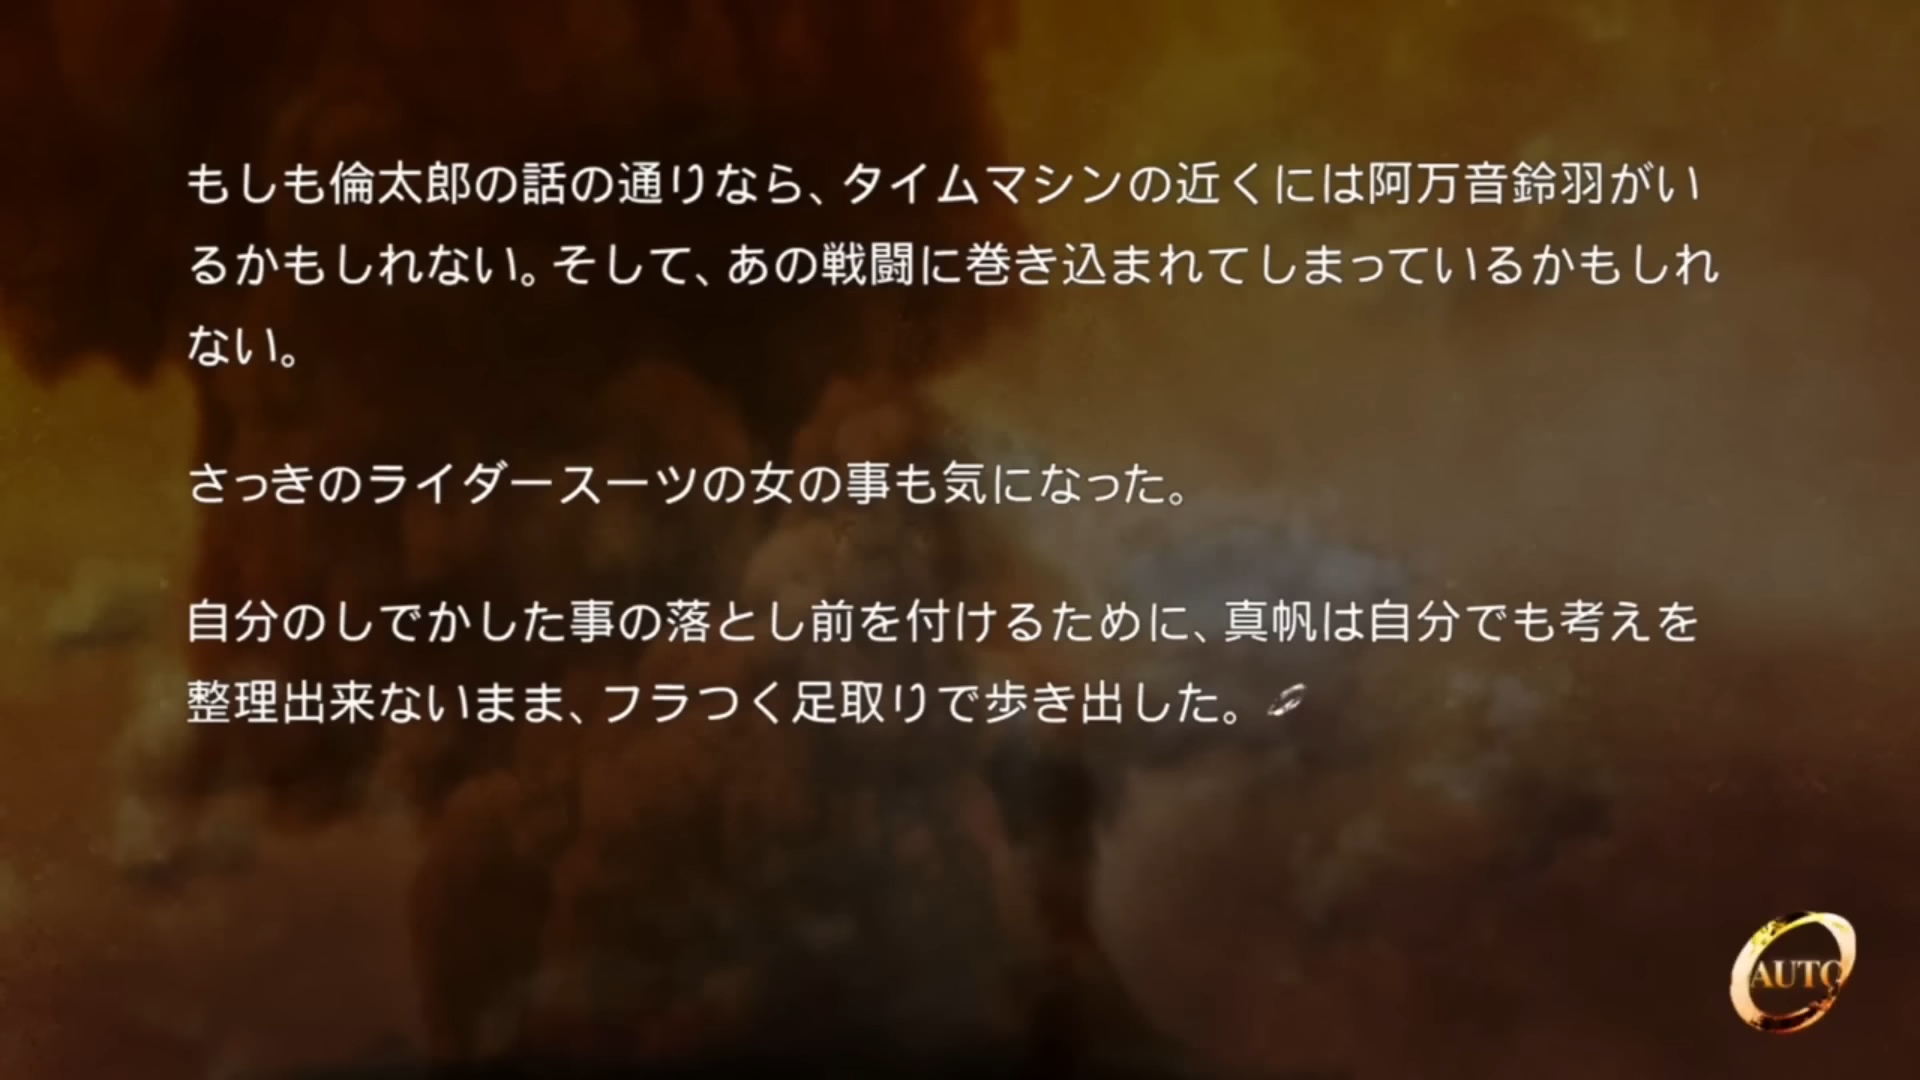 もしも倫太郎の話の通りなら、タイムマシンの近くには阿万音鈴羽がい
るかもしれない。そして、あの戦闘に巻き込まれてしまっているかもしれ
ない。
さっきのライダースーツの女の事も気になった。
自分のしでかした事の落とし前を付けるために、真帆は自分でも考えを
整理出来ないまま、フラつく足取りで歩き出した。
AUTO